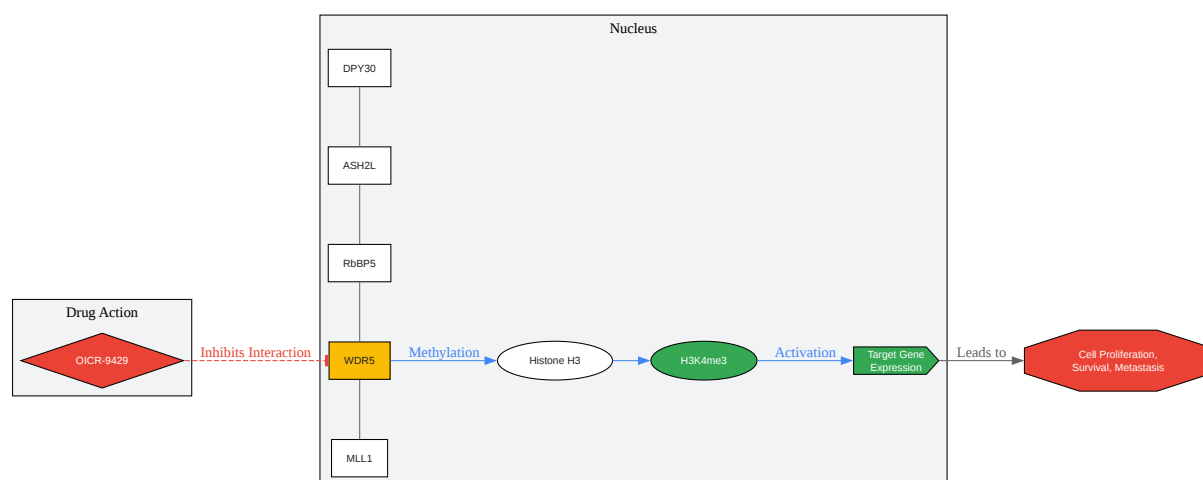 Nucleus
DPY30
ASH2L
RbBP5
Drug Action
OICR-9429
Inhibits Interaction
WDR5
Methylation
Histone H3
H3K4me3
Activation
Target Gene
Expression
Leads to
Cell Proliferation,
Survival, Metastasis
MLL1